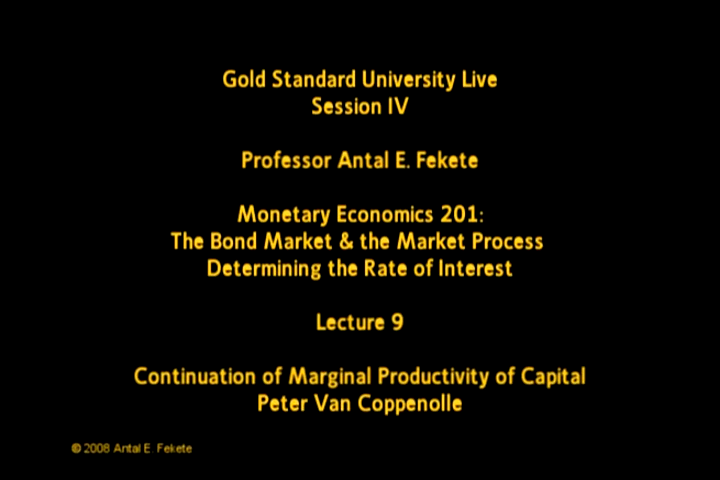 Gold Standard University Live
Session IV
Professor Antal E. Fekete
Monetary Economics 201:
The Bond Market & the Market Process
Determining the Rate of Interest
Lecture 9
Continuation of Marginal Productivity of Capital
Peter Van Coppenolle
© 2008 Antal E. Fekete